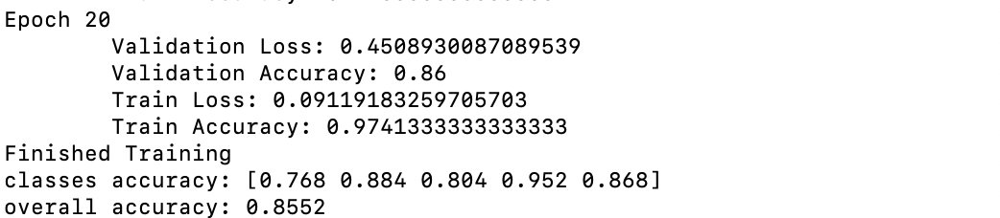 Epoch 20
Validation Loss: 0.4508930087089539
Validation Accuracy: 0.86
Train Loss: 0.09119183259705703
Train Accuracy: 0.9741333333333333
Finished Training
classes accuracy: [0.768 0.884 0.804 0.952 0.868]
overall accuracy: 0.8552